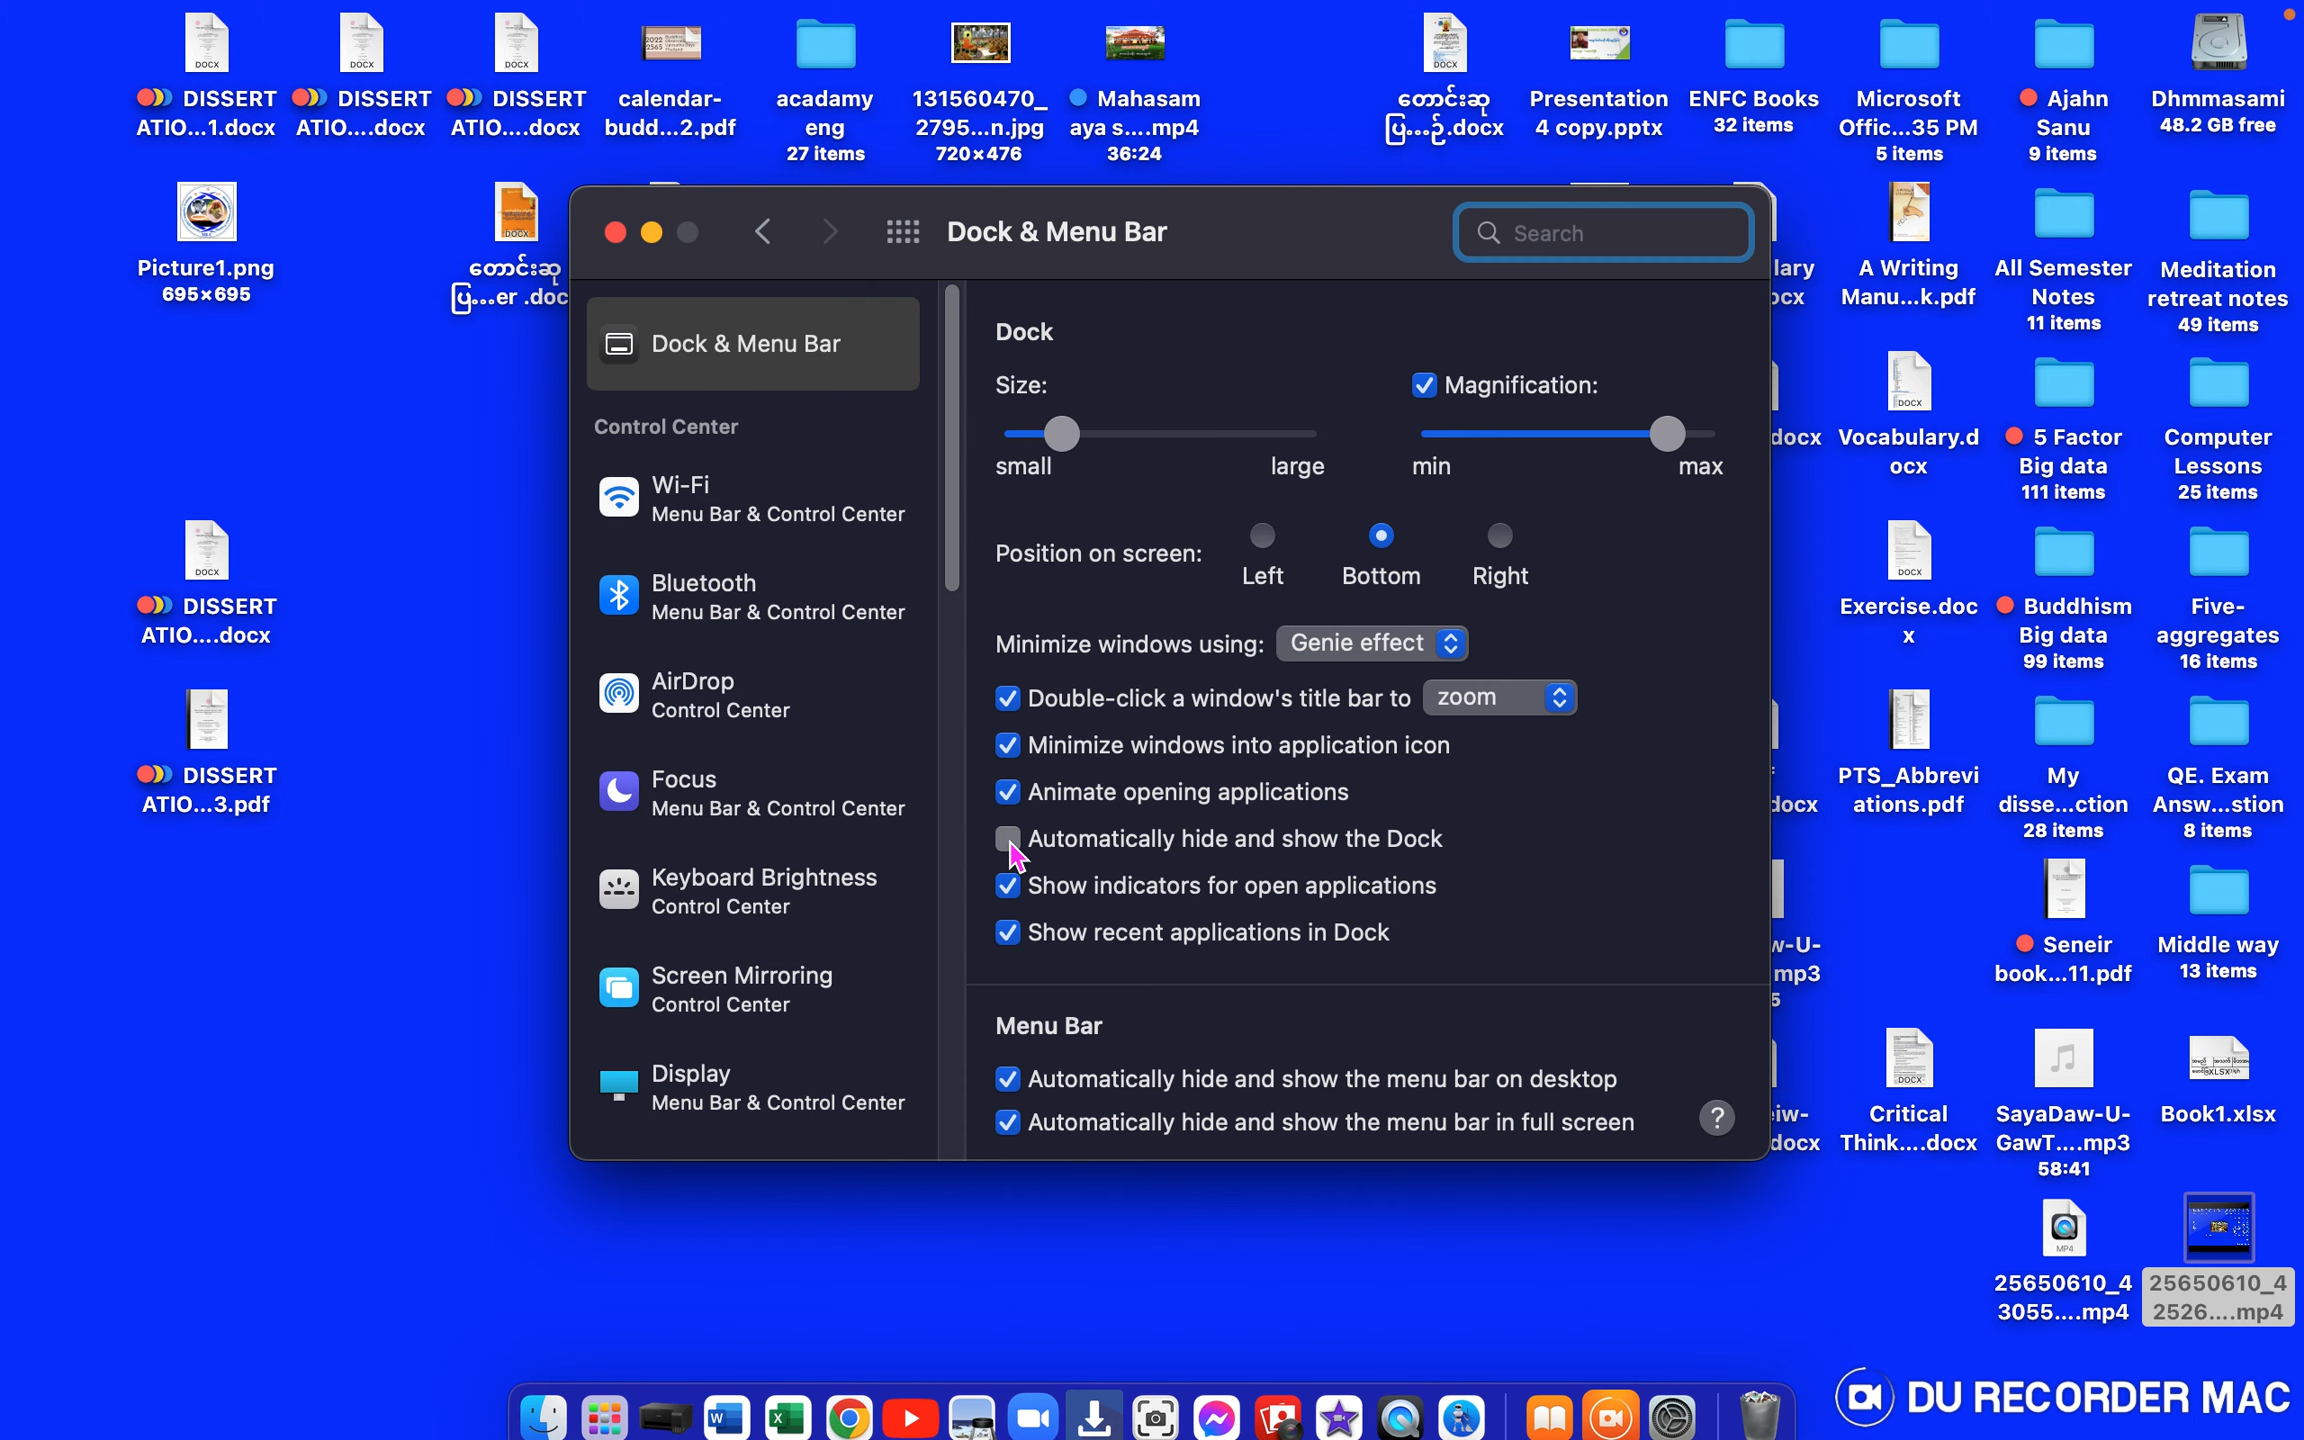 DISSERT
ATIO...1.docx
DISSERT
ATIO....docx
DISSERT
ATIO....docx
calendar-
budd...2.pdf
acadamy
eng
27 items
131560470_
2795...n.jpg
720×476
Mahasam
aya s....mp4
36:24
တောင်းဆု
ပြ...ဉ်.docx
Presentation
4 copy.pptx
ENFC Books
32 items
Microsoft
Offic...35 PM
5 items
Ajahn
Sanu
9 items
Dhmmasami
48.2 GB free
Picture1.png
695×695
တောင်းဆု
ပြ...er .doc
A Writing
Manu...k.pdf
All Semester
Notes
11 items
Meditation
retreat notes
49 items
Vocabulary.d
ocx
5 Factor
Big data
111 items
Computer
Lessons
25 items
DISSERT
ATIO....docx
Exercise.doc
x
Buddhism
Big data
99 items
Five-
aggregates
16 items
DISSERT
ATIO...3.pdf
PTS_Abbrevi
ations.pdf
My
disse...ction
28 items
QE. Exam
Answ...stion
8 items
Seneir
book...11.pdf
Middle way
13 items
Critical
Think....docx
SayaDaw-U-
GawT....mp3
58:41
Book1.xlsx
25650610_4
3055....mp4
25650610_4
2526....mp4
Dock & Menu Bar
Search
Dock & Menu Bar
Control Center
Wi-Fi
Menu Bar & Control Center
Bluetooth
Menu Bar & Control Center
AirDrop
Control Center
Focus
Menu Bar & Control Center
Keyboard Brightness
Control Center
Screen Mirroring
Control Center
Display
Menu Bar & Control Center
Dock
Size:
small large
Magnification:
min max
Position on screen:
Left Bottom Right
Minimize windows using: Genie effect
Double-click a window's title bar to zoom
Minimize windows into application icon
Animate opening applications
Automatically hide and show the Dock
Show indicators for open applications
Show recent applications in Dock
Menu Bar
Automatically hide and show the menu bar on desktop
Automatically hide and show the menu bar in full screen
?
DU RECORDER MAC